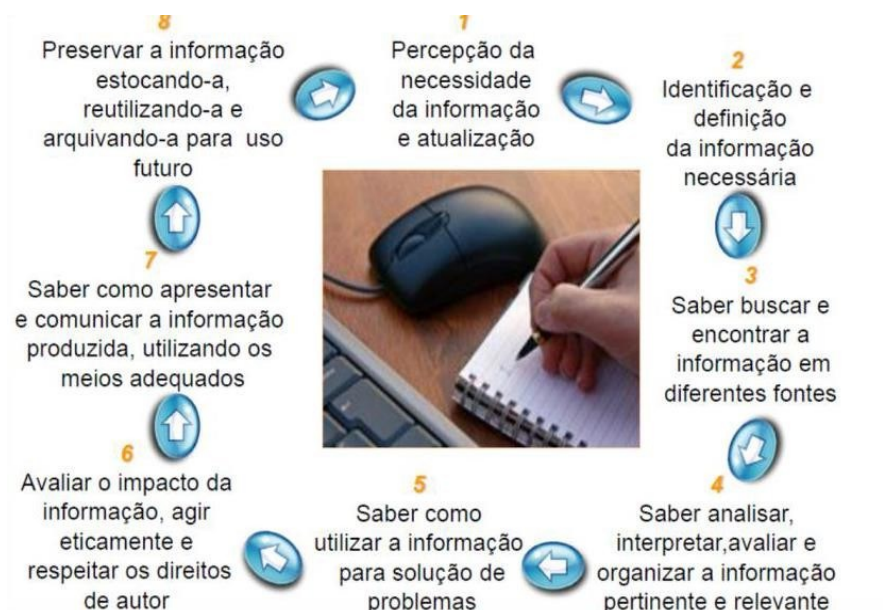 1
Percepção da
necessidade
da informação
e atualização
2
Identificação e
definição
da informação
necessária
3
Saber buscar e
encontrar a
informação em
diferentes fontes
4
Saber analisar,
interpretar,avaliar e
organizar a informação
pertinente e relevante
5
Saber como
utilizar a informação
para solução de
problemas
6
Avaliar o impacto da
informação, agir
eticamente e
respeitar os direitos
de autor
7
Saber como apresentar
e comunicar a informação
produzida, utilizando os
meios adequados
8
Preservar a informação
estocando-a,
reutilizando-a e
arquivando-a para uso
futuro